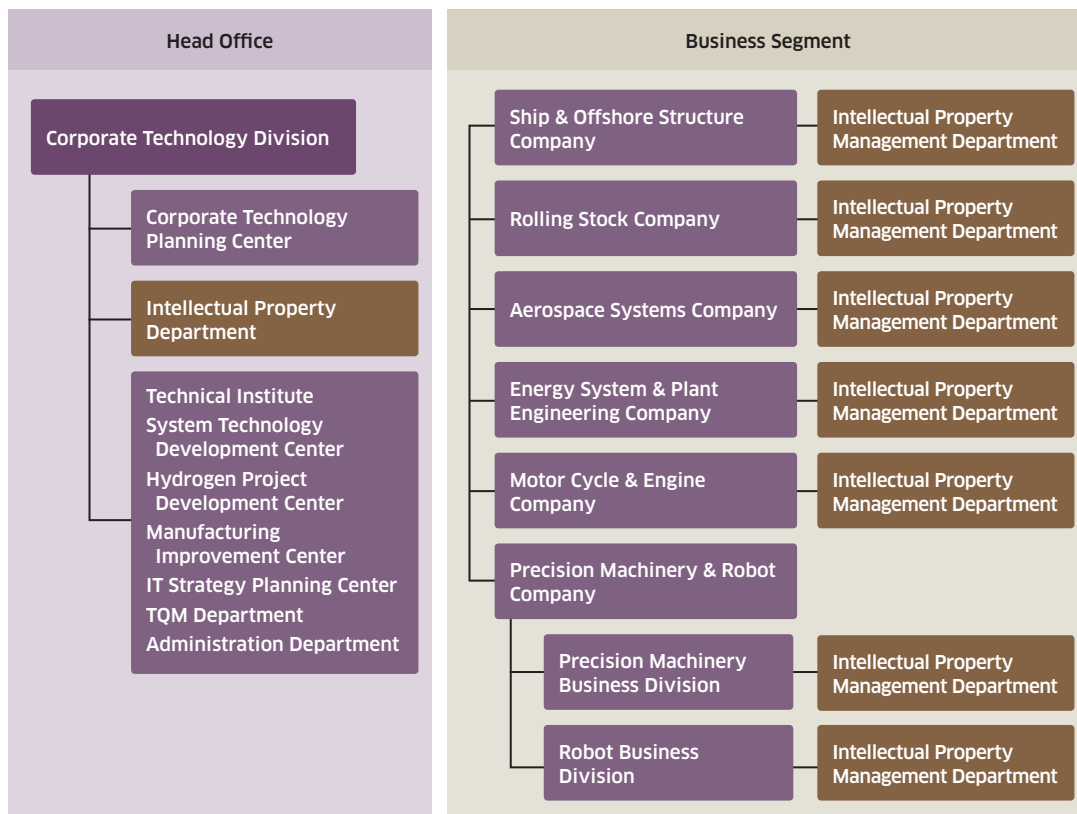 Head Office
Corporate Technology Division
Corporate Technology
Planning Center
Intellectual Property
Department
Technical Institute
System Technology
Development Center
Hydrogen Project
Development Center
Manufacturing
Improvement Center
IT Strategy Planning Center
TQM Department
Administration Department
Business Segment
Ship & Offshore Structure
Company
Intellectual Property
Management Department
Rolling Stock Company
Intellectual Property
Management Department
Aerospace Systems Company
Intellectual Property
Management Department
Energy System & Plant
Engineering Company
Intellectual Property
Management Department
Motor Cycle & Engine
Company
Intellectual Property
Management Department
Precision Machinery & Robot
Company
Precision Machinery
Business Division
Intellectual Property
Management Department
Robot Business
Division
Intellectual Property
Management Department